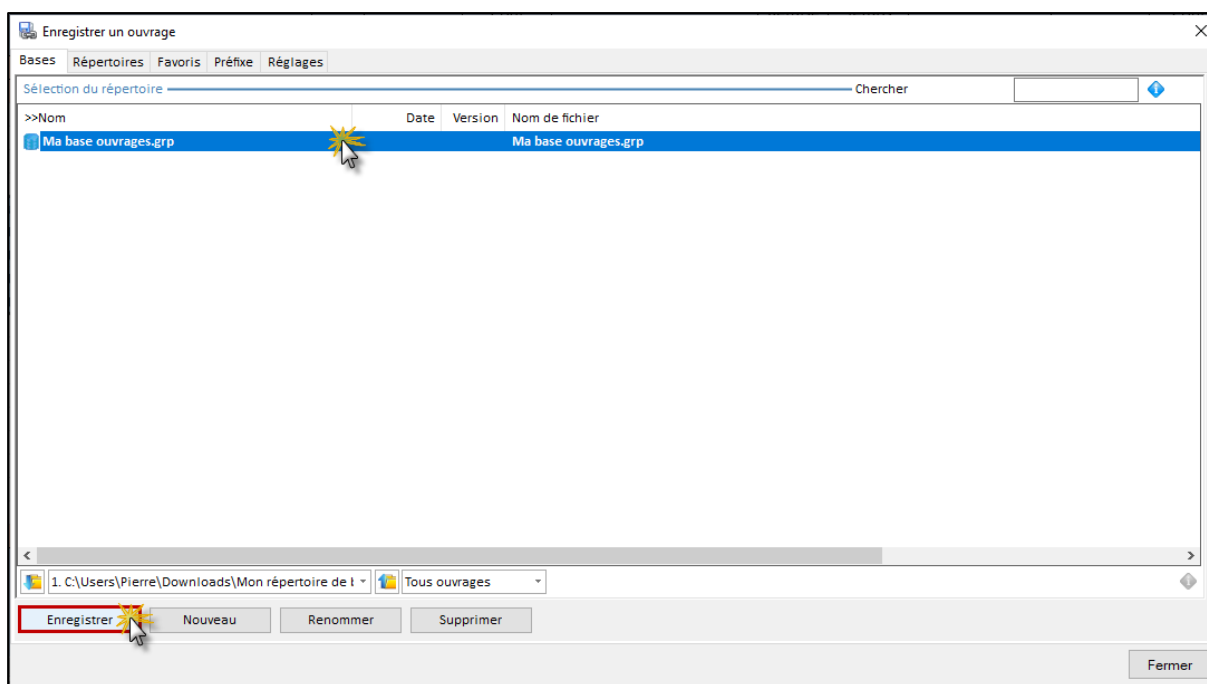 Enregistrer un ouvrage
Bases Répertoires Favoris Préfixe Réglages
Sélection du répertoire Chercher
>>Nom Date Version Nom de fichier
Ma base ouvrages.grp Ma base ouvrages.grp
1. C:\Users\Pierre\Downloads\Mon répertoire de Tous ouvrages
Enregistrer Nouveau Renommer Supprimer
Fermer